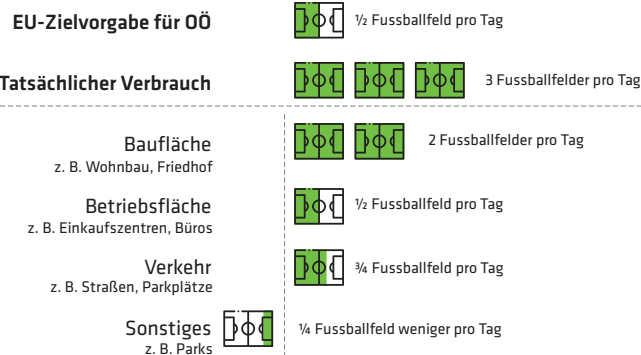 EU-Zielvorgabe für OÖ
½ Fussballfeld pro Tag
Tatsächlicher Verbrauch
3 Fussballfelder pro Tag
Baufläche
z. B. Wohnbau, Friedhof
2 Fussballfelder pro Tag
Betriebsfläche
z. B. Einkaufszentren, Büros
½ Fussballfeld pro Tag
Verkehr
z. B. Straßen, Parkplätze
¾ Fussballfeld pro Tag
Sonstiges
z. B. Parks
¼ Fussballfeld weniger pro Tag